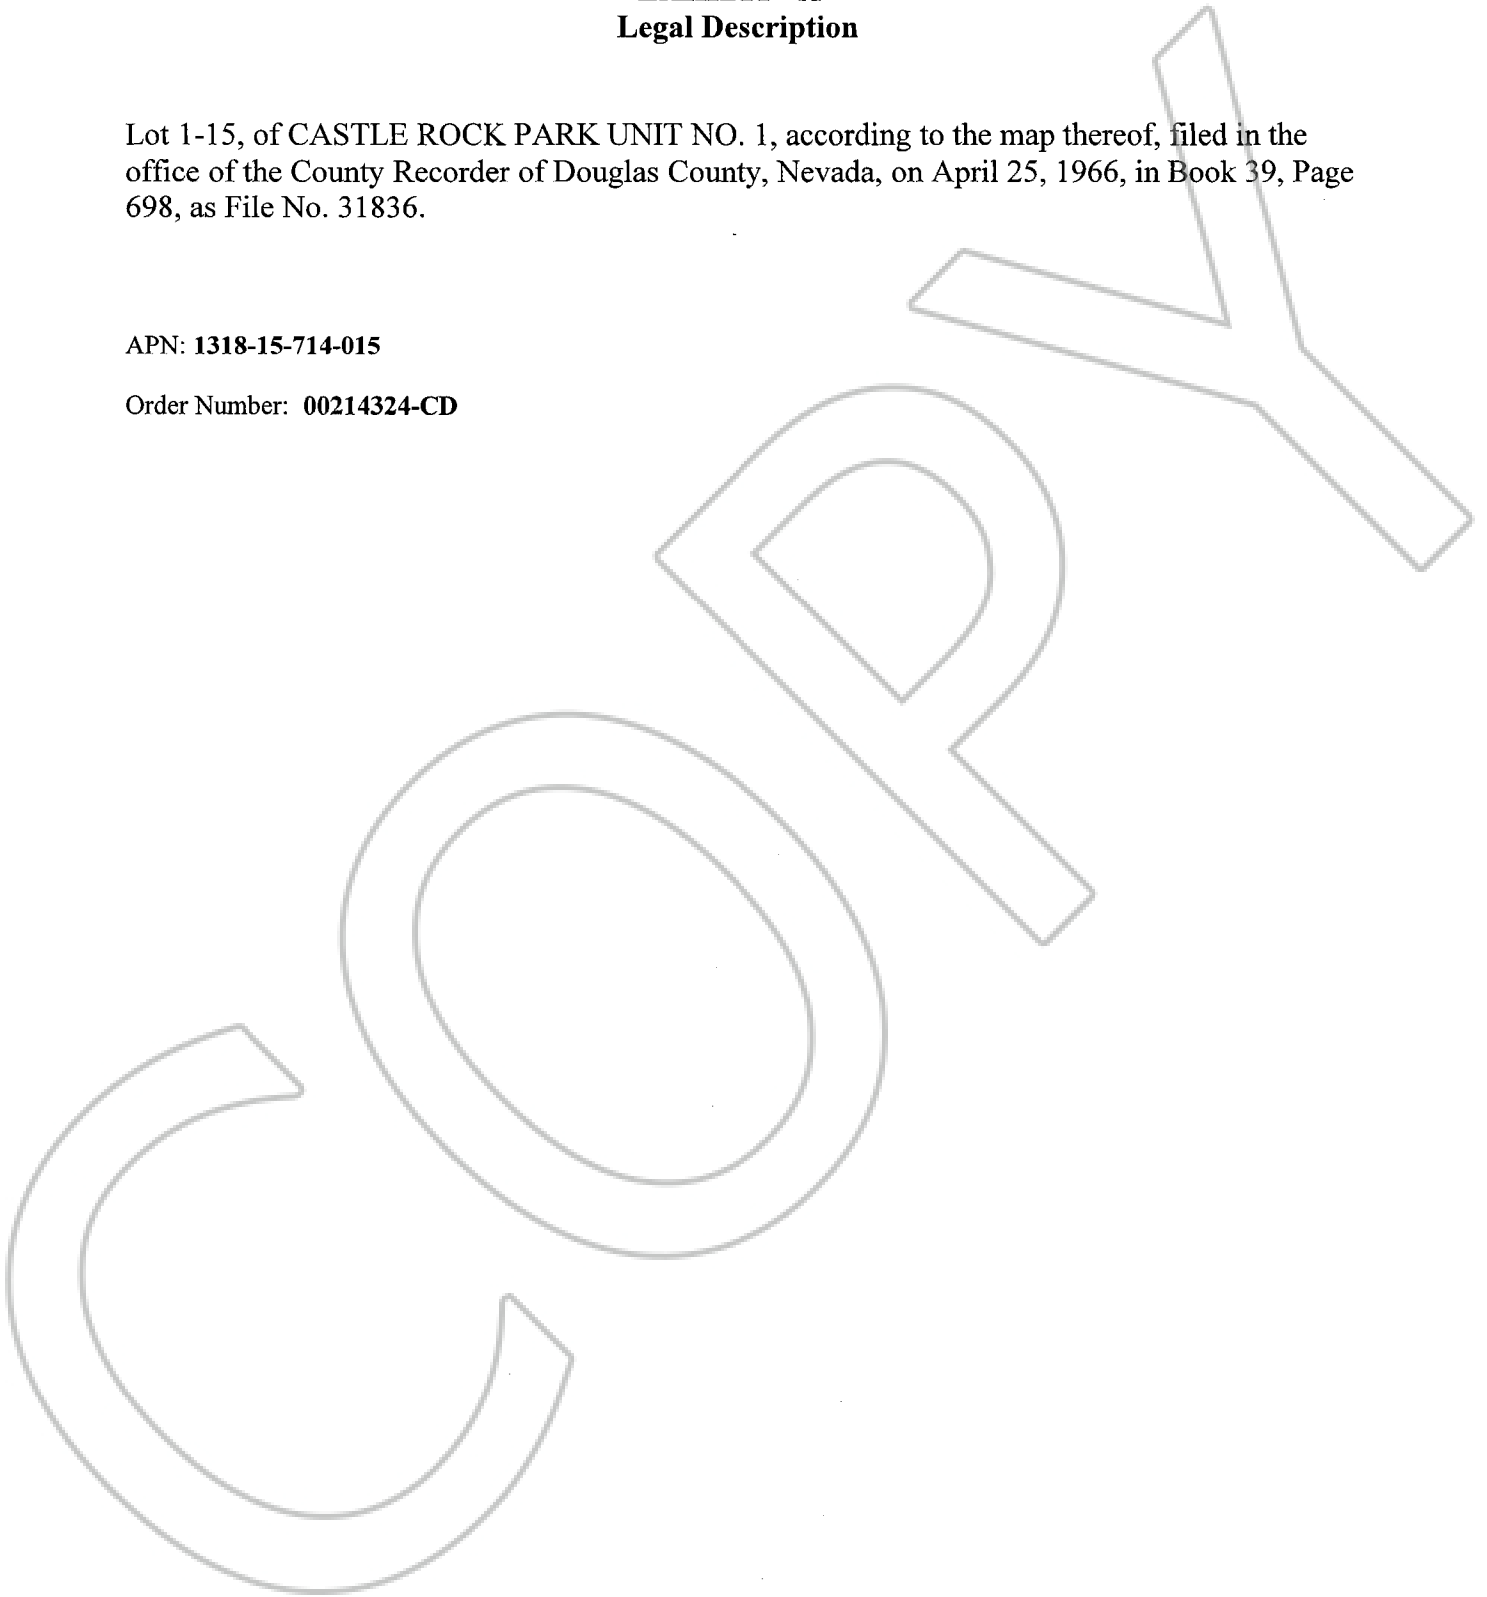 Legal Description
Lot 1-15, of CASTLE ROCK PARK UNIT NO. 1, according to the map thereof, filed in the
office of the County Recorder of Douglas County, Nevada, on April 25, 1966, in Book 39, Page
698, as File No. 31836.
APN: 1318-15-714-015
Order Number: 00214324-CD
COPY